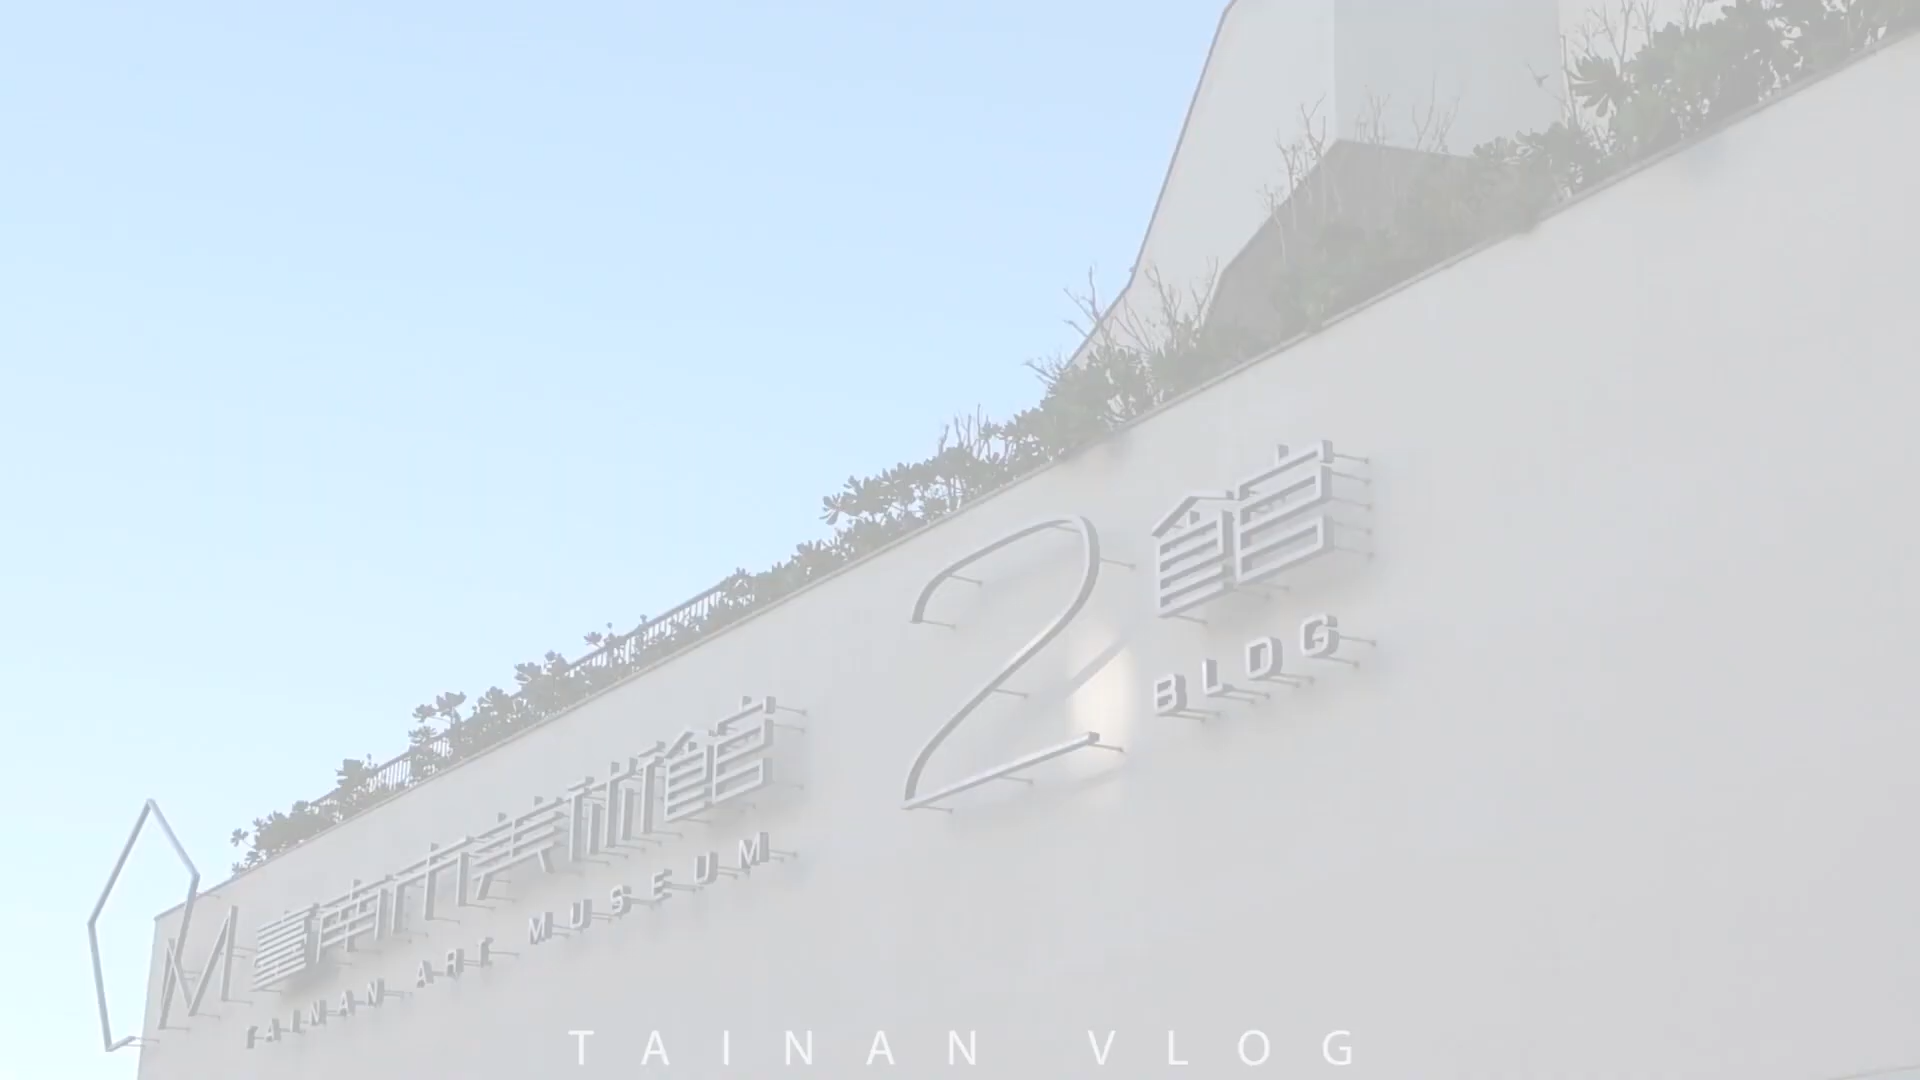 臺南市美術館
TAINAN ART MUSEUM
2館
BLDG
TAINAN VLOG